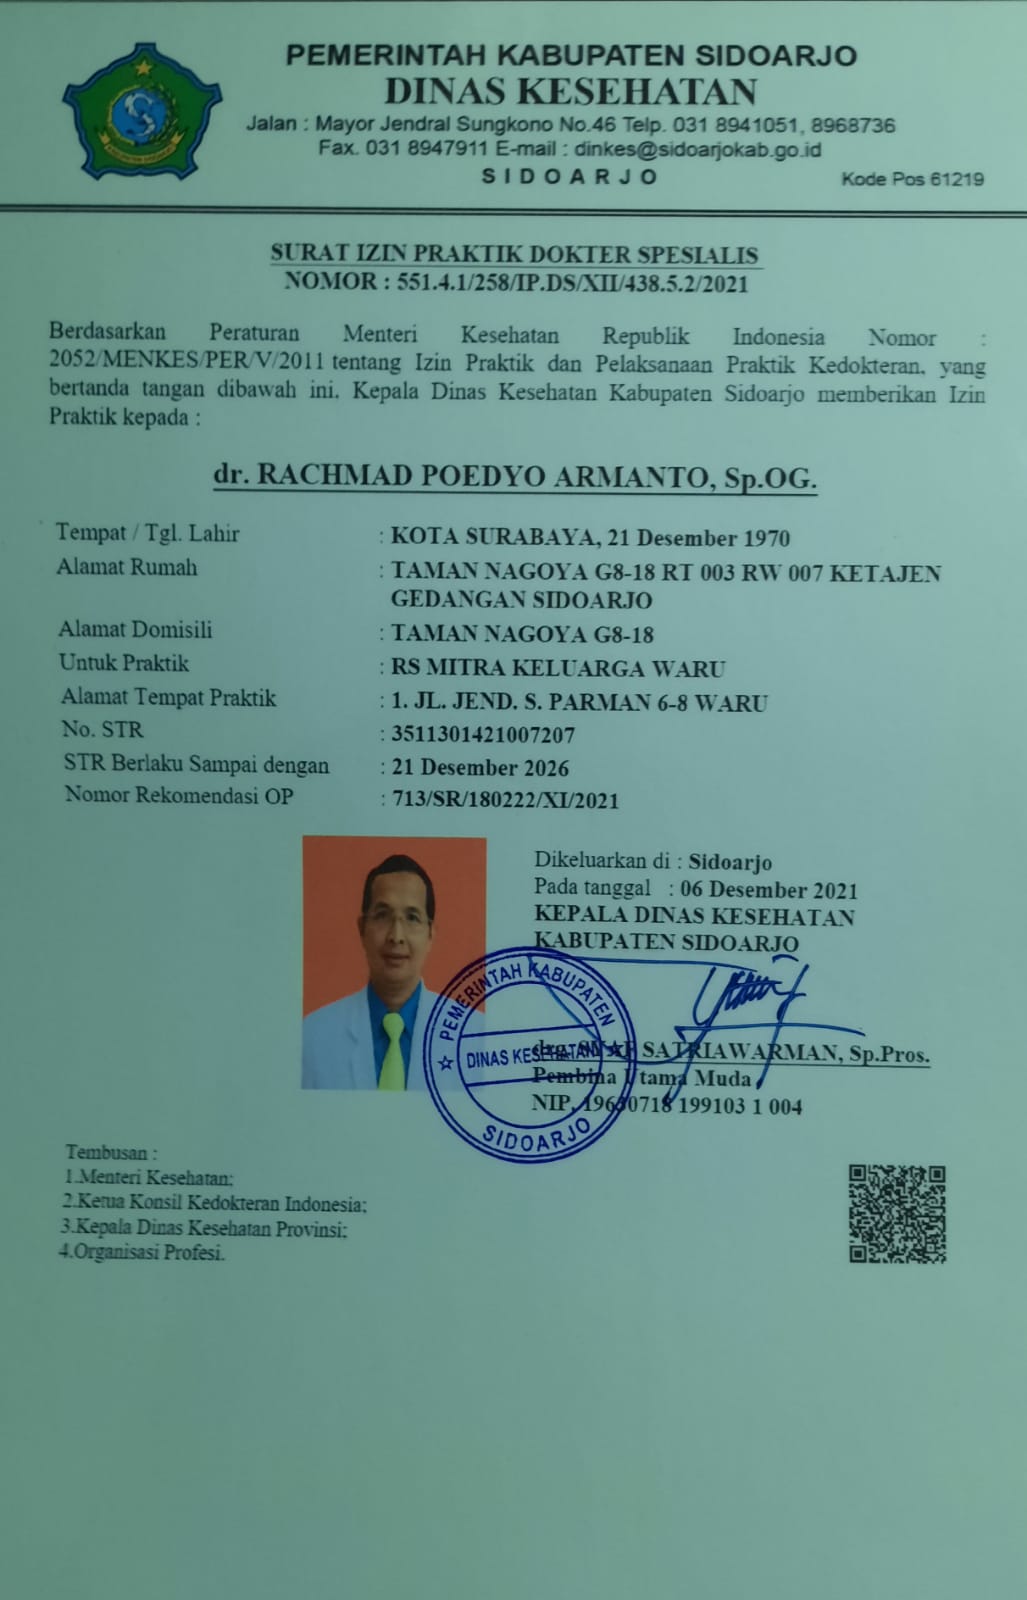 PEMERINTAH KABUPATEN SIDOARJO
DINAS KESEHATAN
Jalan : Mayor Jendral Sungkono No.46 Telp. 031 8941051, 8968736
Fax. 031 8947911 E-mail : dinkes@sidoarjokab.go.id
SIDOARJO
Kode Pos 61219
SURAT IZIN PRAKTIK DOKTER SPESIALIS
NOMOR : 551.4.1/258/IP.DS/XII/438.5.2/2021
Berdasarkan Peraturan Menteri Kesehatan Republik Indonesia Nomor :
2052/MENKES/PER/V/2011 tentang Izin Praktik dan Pelaksanaan Praktik Kedokteran, yang
bertanda tangan dibawah ini, Kepala Dinas Kesehatan Kabupaten Sidoarjo memberikan Izin
Praktik kepada :
dr. RACHMAD POEDYO ARMANTO, Sp.OG.
Tempat / Tgl. Lahir : KOTA SURABAYA, 21 Desember 1970
Alamat Rumah : TAMAN NAGOYA G8-18 RT 003 RW 007 KETAJEN
GEDANGAN SIDOARJO
Alamat Domisili : TAMAN NAGOYA G8-18
Untuk Praktik : RS MITRA KELUARGA WARU
Alamat Tempat Praktik : 1. JL. JEND. S. PARMAN 6-8 WARU
No. STR : 3511301421007207
STR Berlaku Sampai dengan : 21 Desember 2026
Nomor Rekomendasi OP : 713/SR/180222/XI/2021
Dikeluarkan di : Sidoarjo
Pada tanggal : 06 Desember 2021
KEPALA DINAS KESEHATAN
KABUPATEN SIDOARJO
PEMERINTAH KABUPATEN
DINAS KESEHATAN
SIDOARJO
drg. SATRIAWARMAN, Sp.Pros.
Pembina Utama Muda
NIP. 19630718 199103 1 004
Tembusan :
1.Menteri Kesehatan;
2.Ketua Konsil Kedokteran Indonesia;
3.Kepala Dinas Kesehatan Provinsi;
4.Organisasi Profesi.